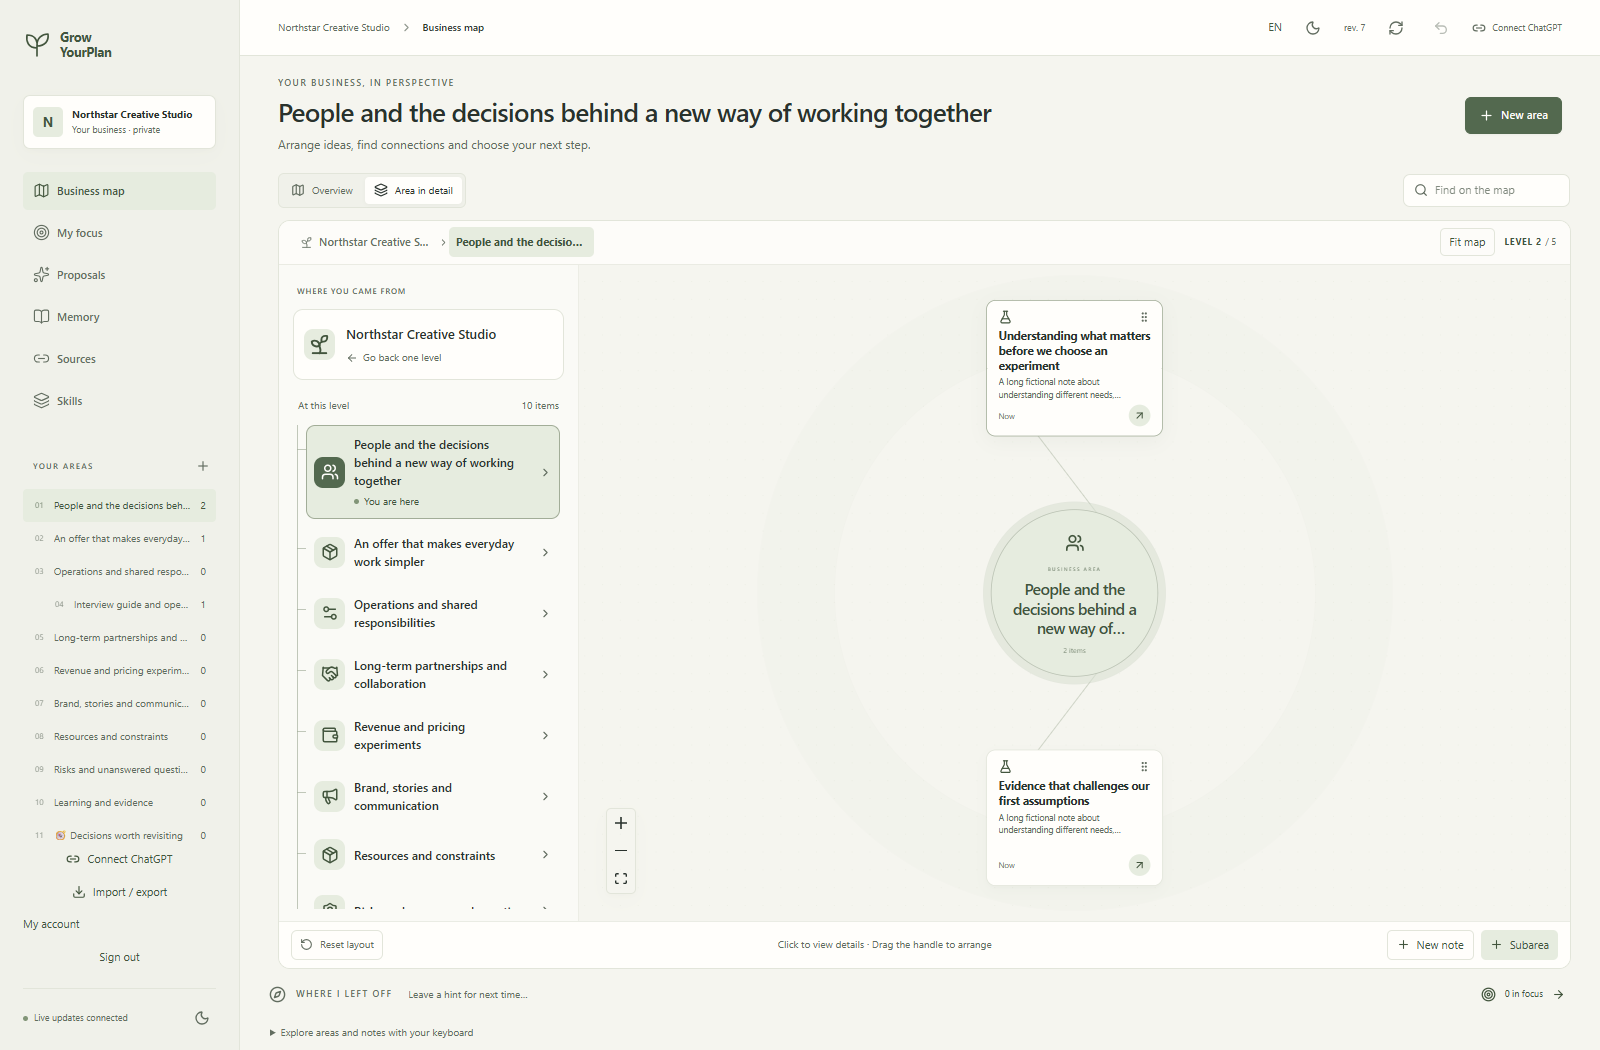 Grow
YourPlan
N
Northstar Creative Studio
Your business · private
Business map
My focus
Proposals
Memory
Sources
Skills
YOUR AREAS
01 People and the decisions beh... 2
02 An offer that makes everyday... 1
03 Operations and shared respo... 0
04 Interview guide and ope... 1
05 Long-term partnerships and ... 0
06 Revenue and pricing experim... 0
07 Brand, stories and communic... 0
08 Resources and constraints 0
09 Risks and unanswered questi... 0
10 Learning and evidence 0
11 Decisions worth revisiting 0
Connect ChatGPT
Import / export
My account
Sign out
Live updates connected
Northstar Creative Studio
Business map
EN
rev. 7
Connect ChatGPT
YOUR BUSINESS, IN PERSPECTIVE
People and the decisions behind a new way of working together
Arrange ideas, find connections and choose your next step.
New area
Overview
Area in detail
Find on the map
Northstar Creative S...
People and the decisio...
Fit map
LEVEL 2 / 5
WHERE YOU CAME FROM
Northstar Creative Studio
Go back one level
At this level
10 items
People and the decisions
behind a new way of working
together
You are here
An offer that makes everyday
work simpler
Operations and shared
responsibilities
Long-term partnerships and
collaboration
Revenue and pricing
experiments
Brand, stories and
communication
Resources and constraints
Understanding what matters
before we choose an
experiment
A long fictional note about
understanding different needs,...
Now
BUSINESS AREA
People and the
decisions behind a
new way of...
2 items
Evidence that challenges our
first assumptions
A long fictional note about
understanding different needs,...
Now
Reset layout
Click to view details · Drag the handle to arrange
New note
Subarea
WHERE I LEFT OFF
Leave a hint for next time...
0 in focus
Explore areas and notes with your keyboard